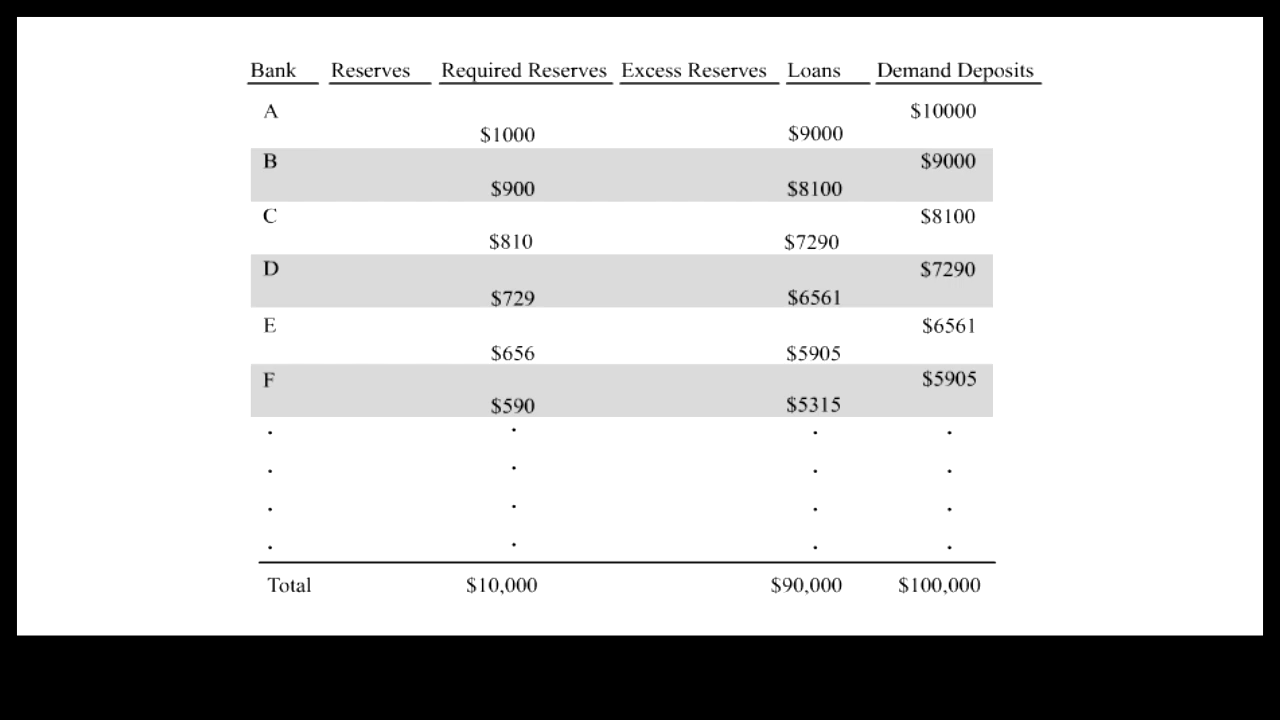 Bank Reserves Required Reserves Excess Reserves Loans Demand Deposits
A $10000
$1000 $9000
B $9000
$900 $8100
C $8100
$810 $7290
D $7290
$729 $6561
E $6561
$656 $5905
F $5905
$590 $5315
. . . .
. . . .
. . . .
. . . .
Total $10,000 $90,000 $100,000